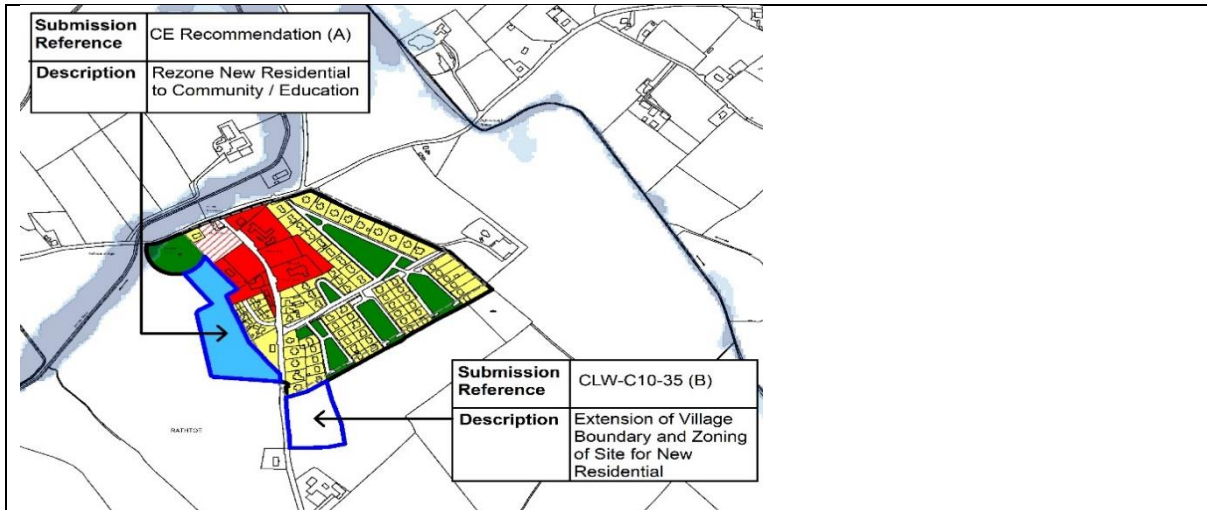 Submission
Reference
CE Recommendation (A)
Description
Rezone New Residential
to Community / Education
RATHTOE
Submission
Reference
CLW-C10-35 (B)
Description
Extension of Village
Boundary and Zoning
of Site for New
Residential